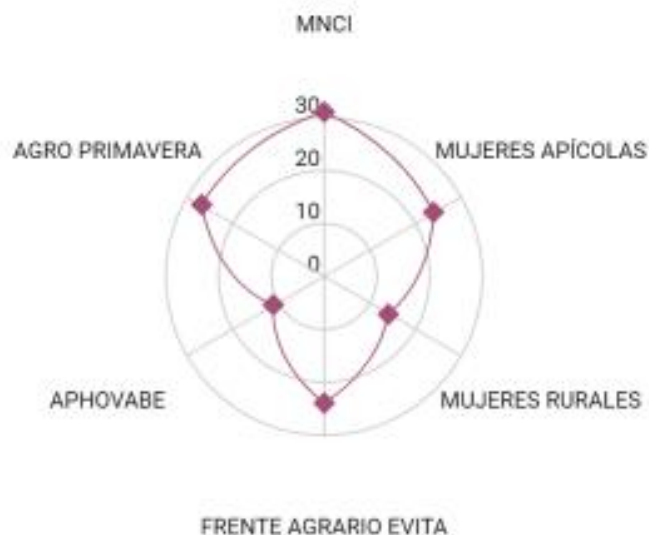 MNCI
30
AGRO PRIMAVERA
MUJERES APÍCOLAS
20
10
0
APHOVABE
MUJERES RURALES
FRENTE AGRARIO EVITA